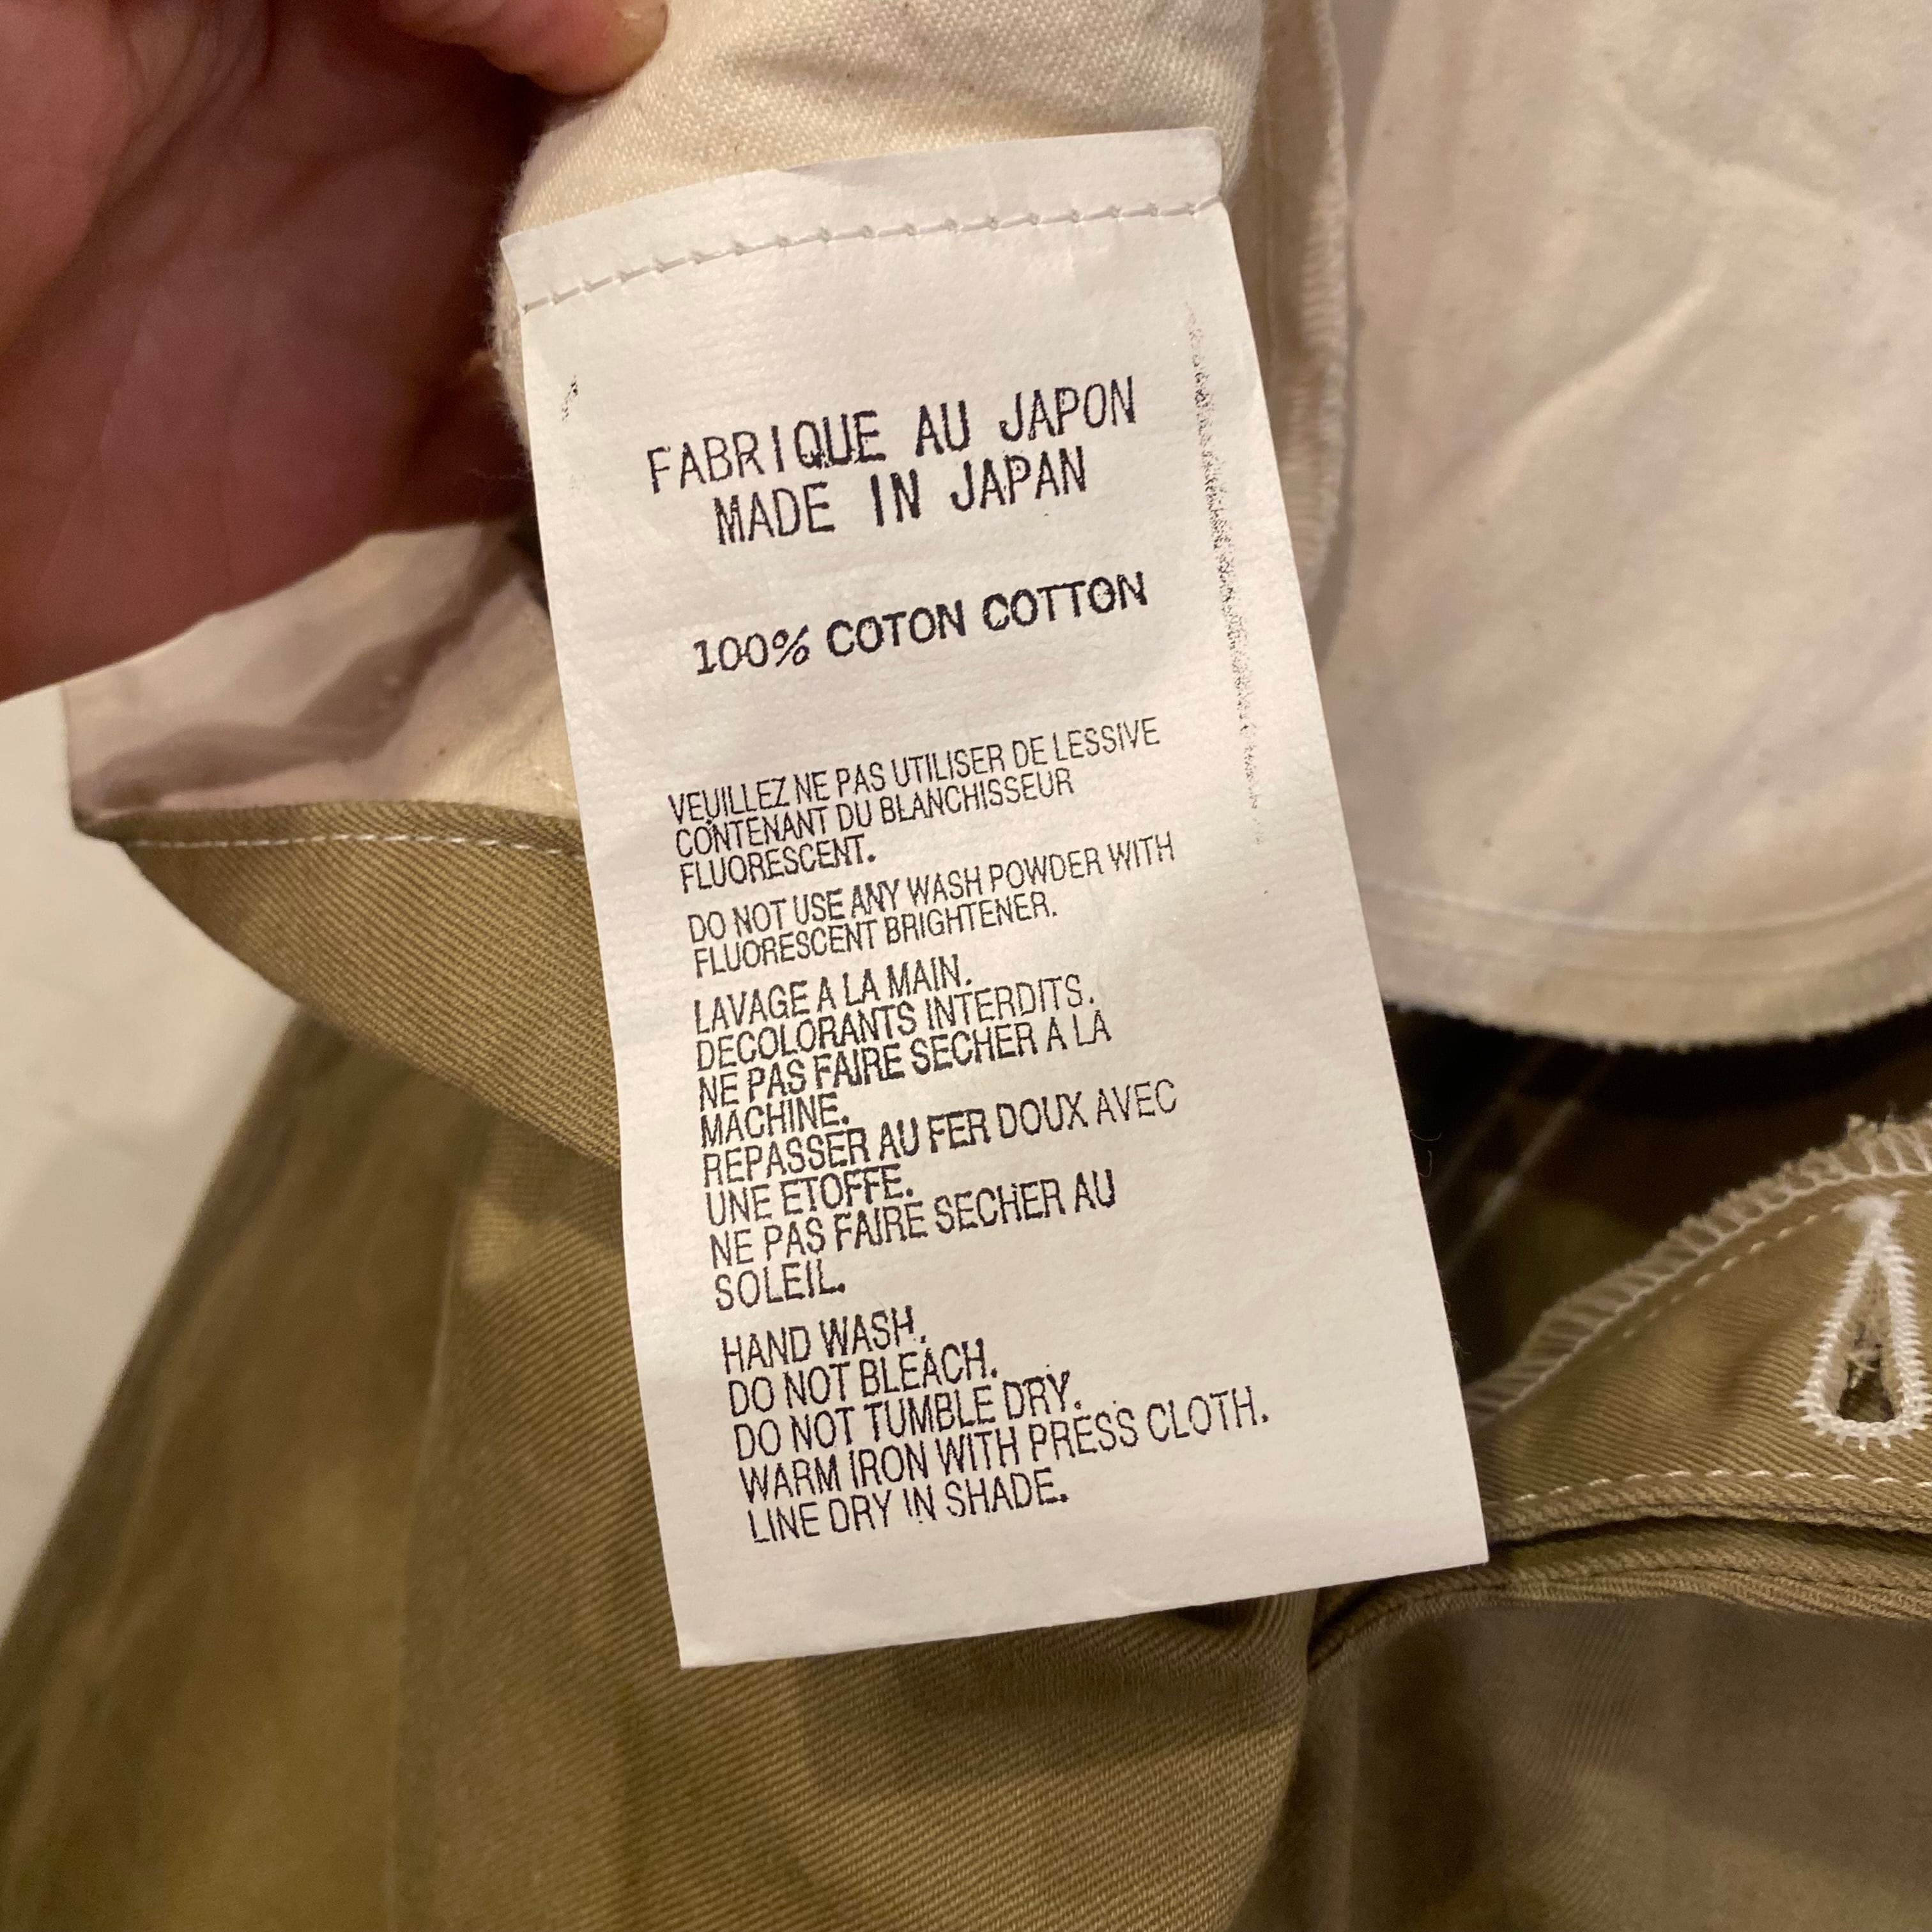 FABRIQUE AU JAPON
MADE IN JAPAN
100% COTON COTTON
VEUILLEZ NE PAS UTILISER DE LESSIVE
CONTENANT DU BLANCHISSEUR
FLUORESCENT.
DO NOT USE ANY WASH POWDER WITH
FLUORESCENT BRIGHTENER.
LAVAGE A LA MAIN.
DECOLORANTS INTERDITS.
NE PAS FAIRE SECHER A LA
MACHINE.
REPASSER AU FER DOUX AVEC
UNE ETOFFE.
NE PAS FAIRE SECHER AU
SOLEIL.
HAND WASH.
DO NOT BLEACH.
DO NOT TUMBLE DRY.
WARM IRON WITH PRESS CLOTH.
LINE DRY IN SHADE.